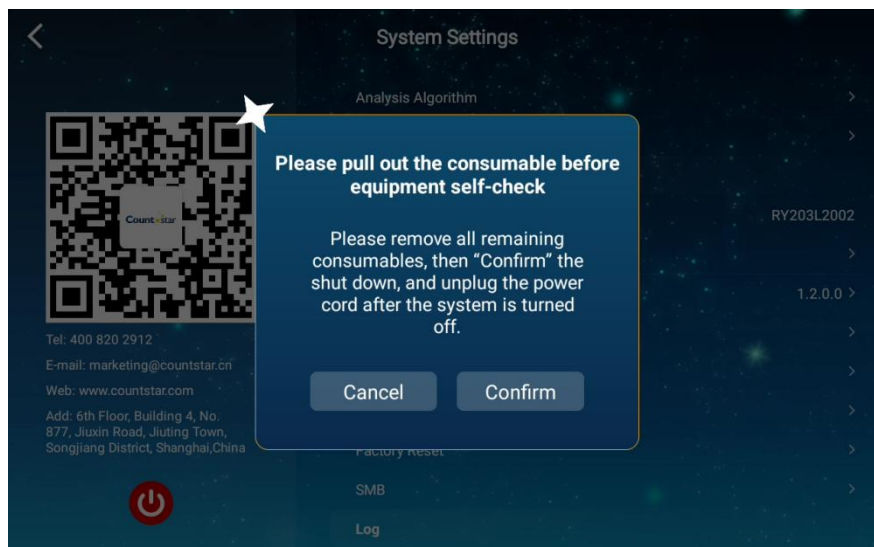 System Settings
Analysis Algorithm
Please pull out the consumable before
equipment self-check
Please remove all remaining
consumables, then “Confirm” the
shut down, and unplug the power
cord after the system is turned
off.
Cancel
Confirm
Countstar
RY203L2002
1.2.0.0
Tel: 400 820 2912
E-mail: marketing@countstar.cn
Web: www.countstar.com
Add: 6th Floor, Building 4, No.
877, Jiuxin Road, Jiuting Town,
Songjiang District, Shanghai,China
Factory Reset
SMB
Log